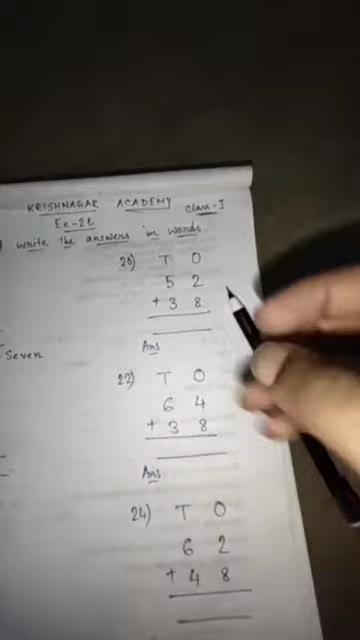 KRISHNAGAR ACADEMY Class-I
Ex-21
write the answers in words
20) T O
5 2
+ 3 8
Ans
Seven
22) T O
6 4
+ 3 8
Ans
24) T O
6 2
+ 4 8